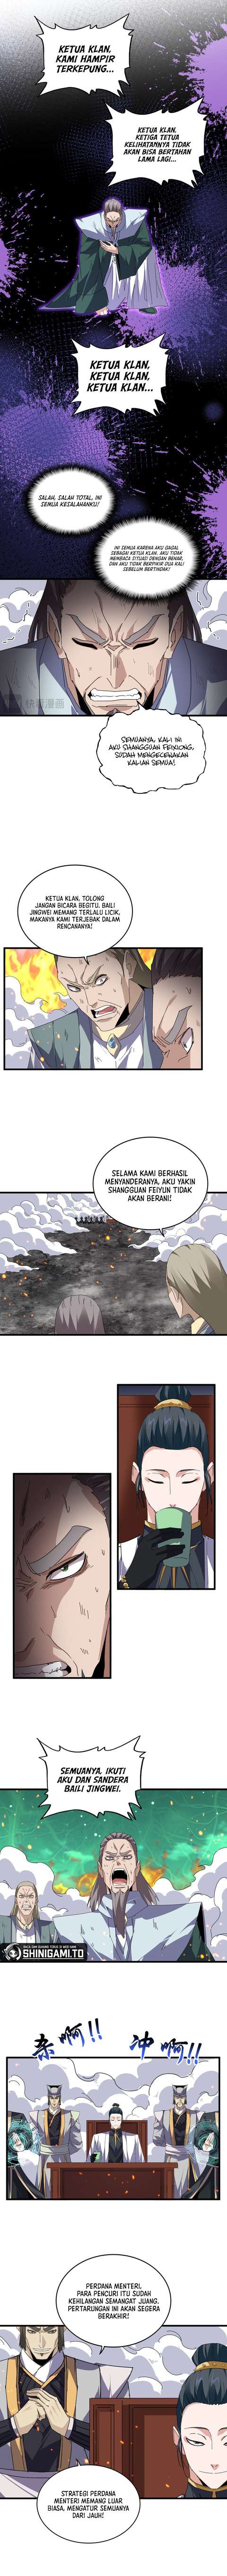 KETUA KLAN,
KAMI HAMPIR
TERKEPUNG...
KETUA KLAN,
KETIGA TETUA
KELIHATANNYA TIDAK
AKAN BISA BERTAHAN
LAMA LAGI...
KETUA KLAN,
KETUA KLAN,
KETUA KLAN...
SALAH, SALAH TOTAL, INI
SEMUA KESALAHANKU!
INI SEMUA KARENA AKU GAGAL
SEBAGAI KETUA KLAN. AKU TIDAK
MEMBACA SITUASI DENGAN BENAR,
DAN AKU TIDAK BERPIKIR DUA KALI
SEBELUM BERTINDAK!
SEMUANYA, KALI INI
AKU SHANGGUAN FEIXIONG,
SUDAH MENGECEWAKAN
KALIAN SEMUA!
KETUA KLAN, TOLONG
JANGAN BICARA BEGITU. BAILI
JINGWEI MEMANG TERLALU LICIK,
MAKANYA KAMI TERJEBAK DALAM
RENCANANYA!
SELAMA KAMI BERHASIL
MENYANDERANYA, AKU YAKIN
SHANGGUAN FEIYUN TIDAK
AKAN BERANI!
SEMUANYA, IKUTI
AKU DAN SANDERA
BAILI JINGWEI.
SHINIGAMI.TO
杀啊!! 冲啊!!
PERDANA MENTERI,
PARA PENCURI ITU SUDAH
KEHILANGAN SEMANGAT JUANG.
PERTARUNGAN INI AKAN SEGERA
BERAKHIR!
STRATEGI PERDANA
MENTERI MEMANG LUAR
BIASA, MENGATUR SEMUANYA
DARI JAUH!